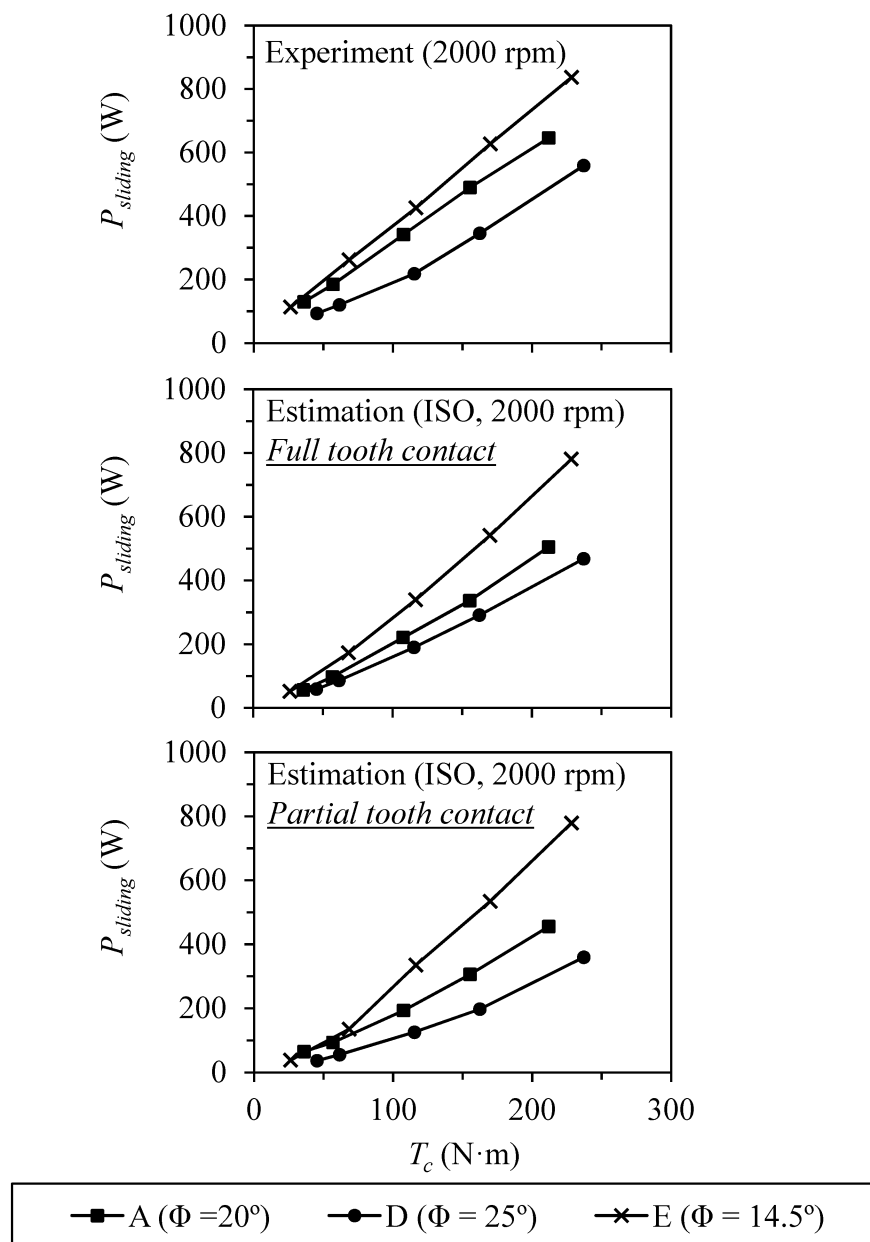 1000
800
600
400
200
0
P_sliding (W)
Experiment (2000 rpm)
1000
800
600
400
200
0
P_sliding (W)
Estimation (ISO, 2000 rpm)
Full tooth contact
1000
800
600
400
200
0
P_sliding (W)
Estimation (ISO, 2000 rpm)
Partial tooth contact
0 100 200 300
T_c (N·m)
A (Φ =20º) D (Φ = 25º) E (Φ = 14.5º)